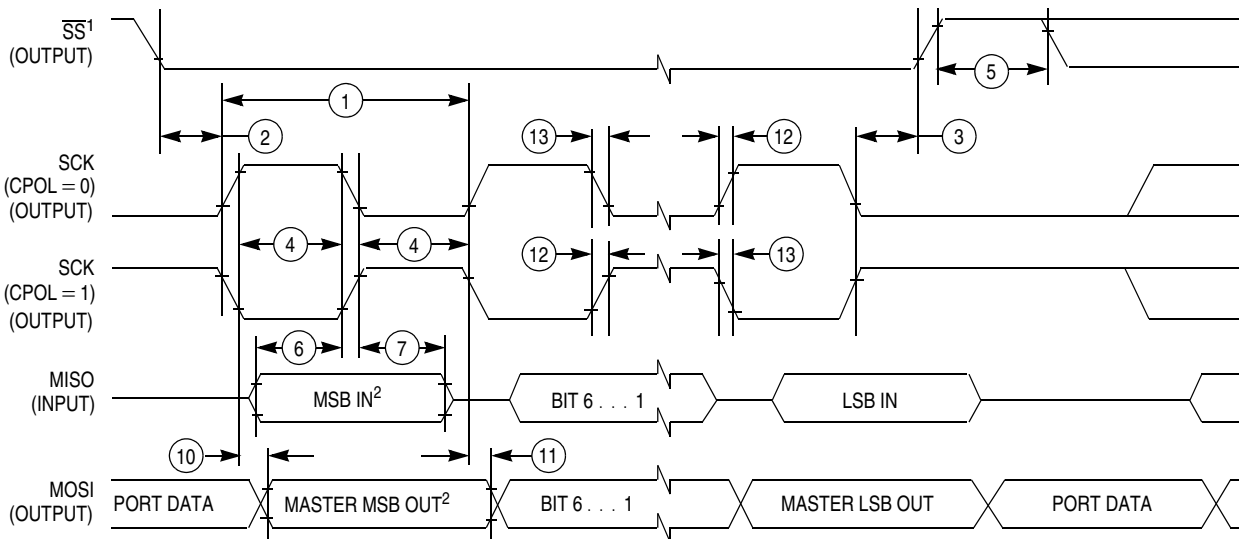 SS¹
(OUTPUT)
5
1
2
13
12
3
SCK
(CPOL = 0)
(OUTPUT)
4
4
12
13
SCK
(CPOL = 1)
(OUTPUT)
6
7
MISO
(INPUT)
MSB IN²
BIT 6 . . . 1
LSB IN
10
11
MOSI
(OUTPUT)
PORT DATA
MASTER MSB OUT²
BIT 6 . . . 1
MASTER LSB OUT
PORT DATA